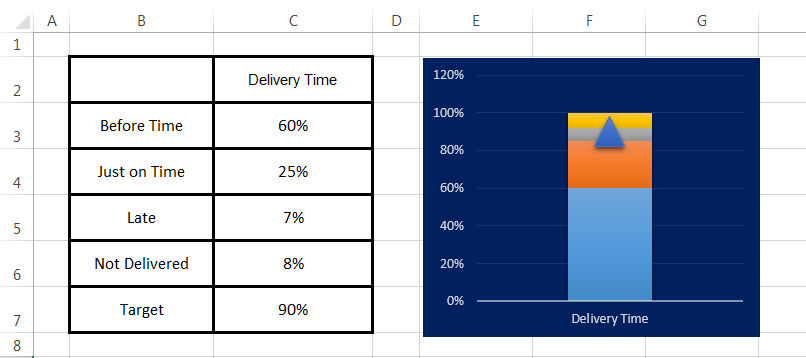 A B C D E F G
1
2 Delivery Time
3 Before Time 60%
4 Just on Time 25%
5 Late 7%
6 Not Delivered 8%
7 Target 90%
8
120%
100%
80%
60%
40%
20%
0%
Delivery Time